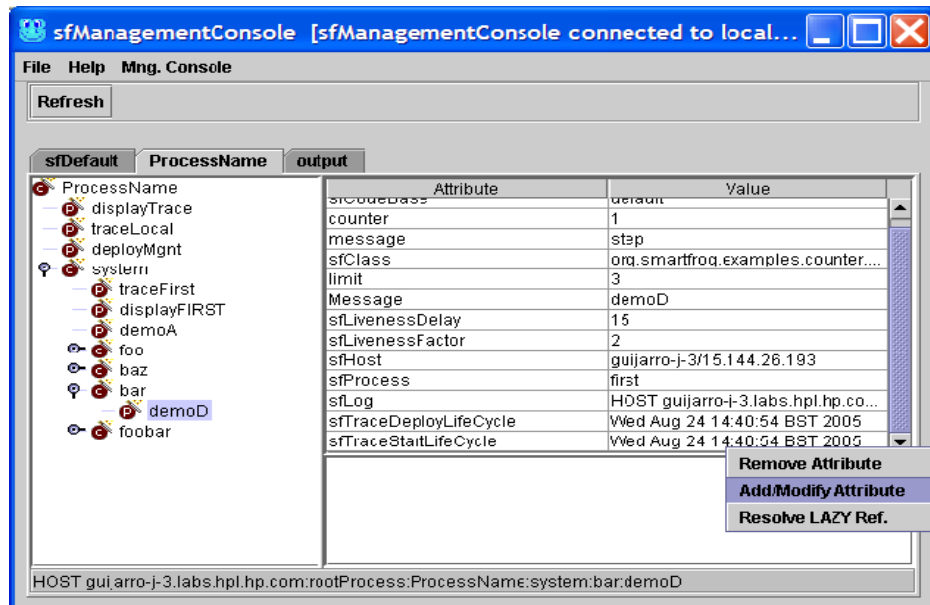 sfManagementConsole [sfManagementConsole connected to local...
File Help Mng. Console
Refresh
sfDefault ProcessName output
ProcessName
displayTrace
traceLocal
deployMgnt
system
traceFirst
displayFIRST
demoA
foo
baz
bar
demoD
foobar
Attribute Value
sfCodeBase default
counter 1
message step
sfClass org.smartfrog.examples.counter....
limit 3
Message demoD
sfLivenessDelay 15
sfLivenessFactor 2
sfHost guijarro-j-3/15.144.26.193
sfProcess first
sfLog HOST guijarro-j-3.labs.hpl.hp.co...
sfTraceDeployLifeCycle Wed Aug 24 14:40:54 BST 2005
sfTraceStartLifeCycle Wed Aug 24 14:40:54 BST 2005
Remove Attribute
Add/Modify Attribute
Resolve LAZY Ref.
HOST guijarro-j-3.labs.hpl.hp.com:rootProcess:ProcessName:system:bar:demoD